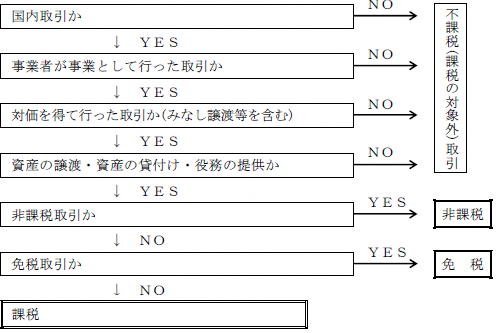 国内取引か
NO
↓ YES
事業者が事業として行った取引か
NO
↓ YES
対価を得て行った取引か(みなし譲渡等を含む)
NO
↓ YES
資産の譲渡・資産の貸付け・役務の提供か
NO
不課税(課税の対象外)取引
↓ YES
非課税取引か
YES
非課税
↓ NO
免税取引か
YES
免 税
↓ NO
課税